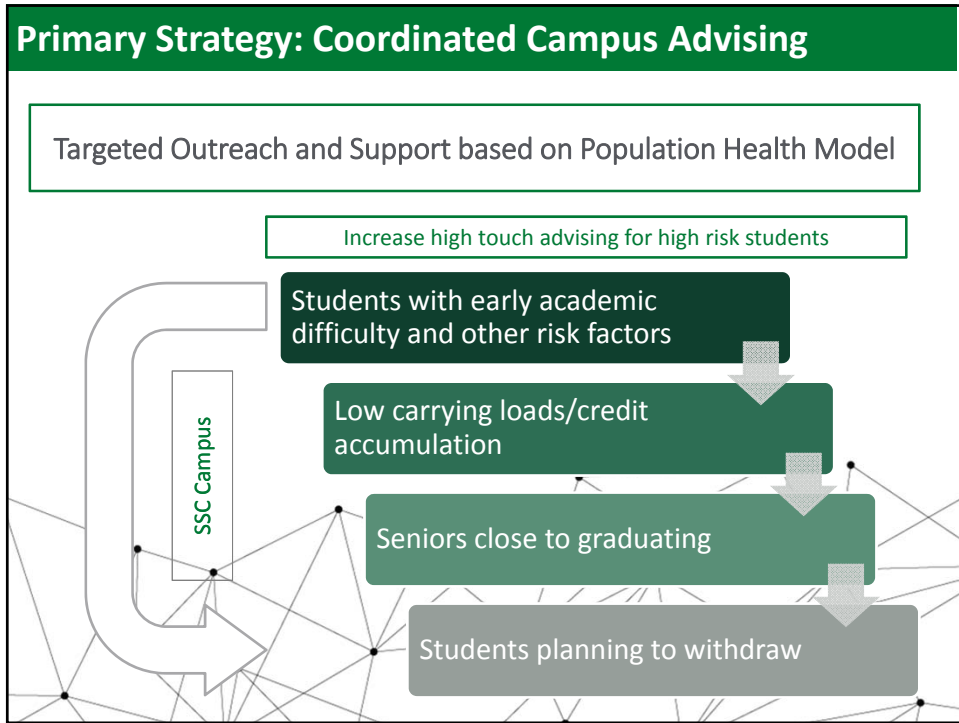 Primary Strategy: Coordinated Campus Advising
Targeted Outreach and Support based on Population Health Model
Increase high touch advising for high risk students
Students with early academic
difficulty and other risk factors
Low carrying loads/credit
accumulation
SSC Campus
Seniors close to graduating
Students planning to withdraw